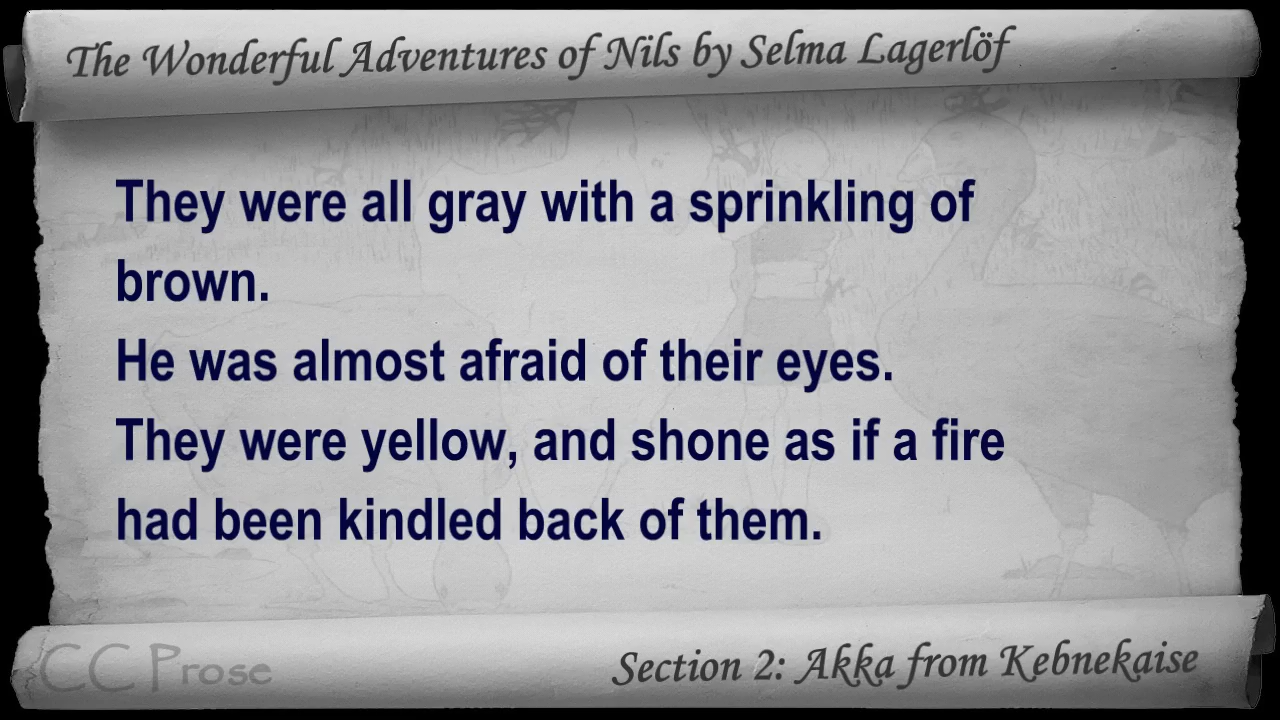 The Wonderful Adventures of Nils by Selma Lagerlöf
They were all gray with a sprinkling of
brown.
He was almost afraid of their eyes.
They were yellow, and shone as if a fire
had been kindled back of them.
CC Prose
Section 2: Akka from Kebnekaise